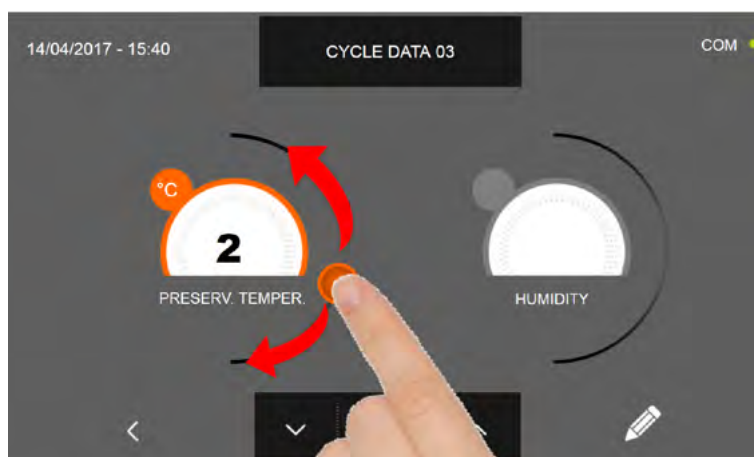 14/04/2017 - 15:40
CYCLE DATA 03
COM
°C
2
PRESERV. TEMPER.
HUMIDITY